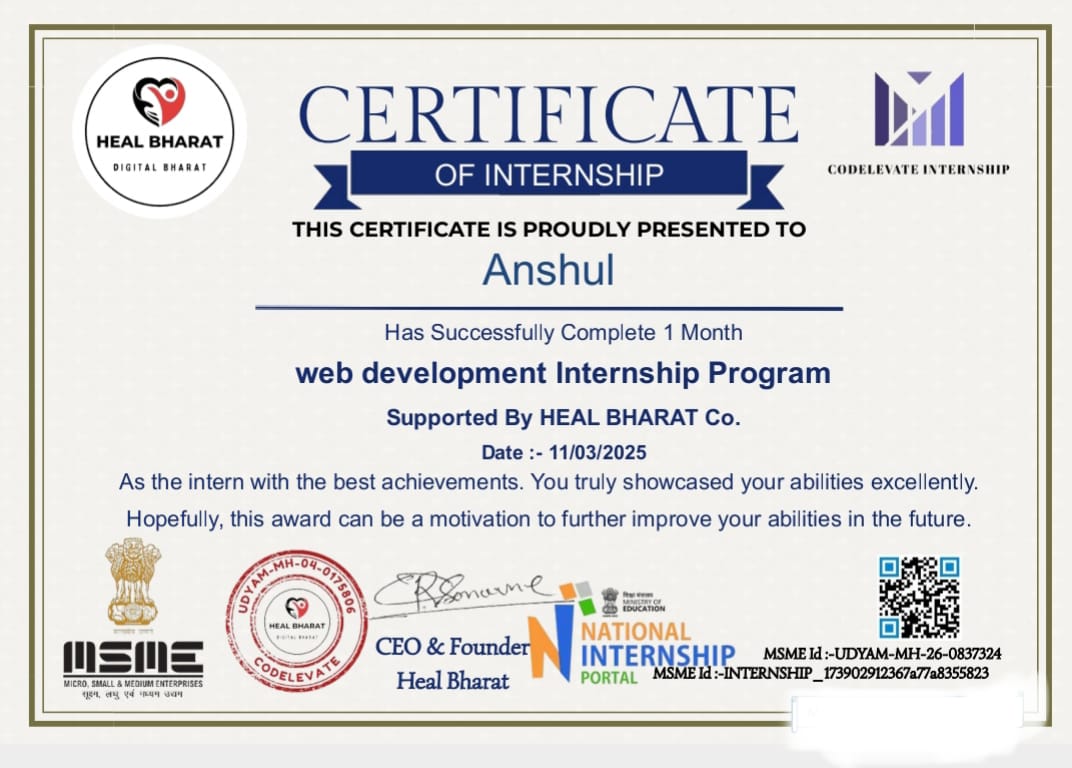 HEAL BHARAT
DIGITAL BHARAT
CERTIFICATE
OF INTERNSHIP
CODELEVATE INTERNSHIP
THIS CERTIFICATE IS PROUDLY PRESENTED TO
Anshul
Has Successfully Complete 1 Month
web development Internship Program
Supported By HEAL BHARAT Co.
Date :- 11/03/2025
As the intern with the best achievements. You truly showcased your abilities excellently.
Hopefully, this award can be a motivation to further improve your abilities in the future.
MSME
MICRO, SMALL & MEDIUM ENTERPRISES
सूक्ष्म, लघु एवं मध्यम उद्यम
UDYAM-MH-04-0175806
HEAL BHARAT
DIGITAL BHARAT
CODELEVATE
CEO & Founder
Heal Bharat
MINISTRY OF
EDUCATION
NATIONAL
INTERNSHIP
PORTAL
MSME Id :-UDYAM-MH-26-0837324
MSME Id :-INTERNSHIP_173902912367a77a8355823